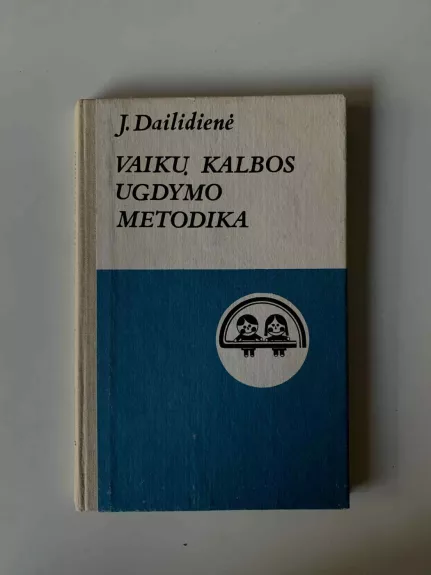 J. Dailidienė
VAIKŲ KALBOS
UGDYMO
METODIKA